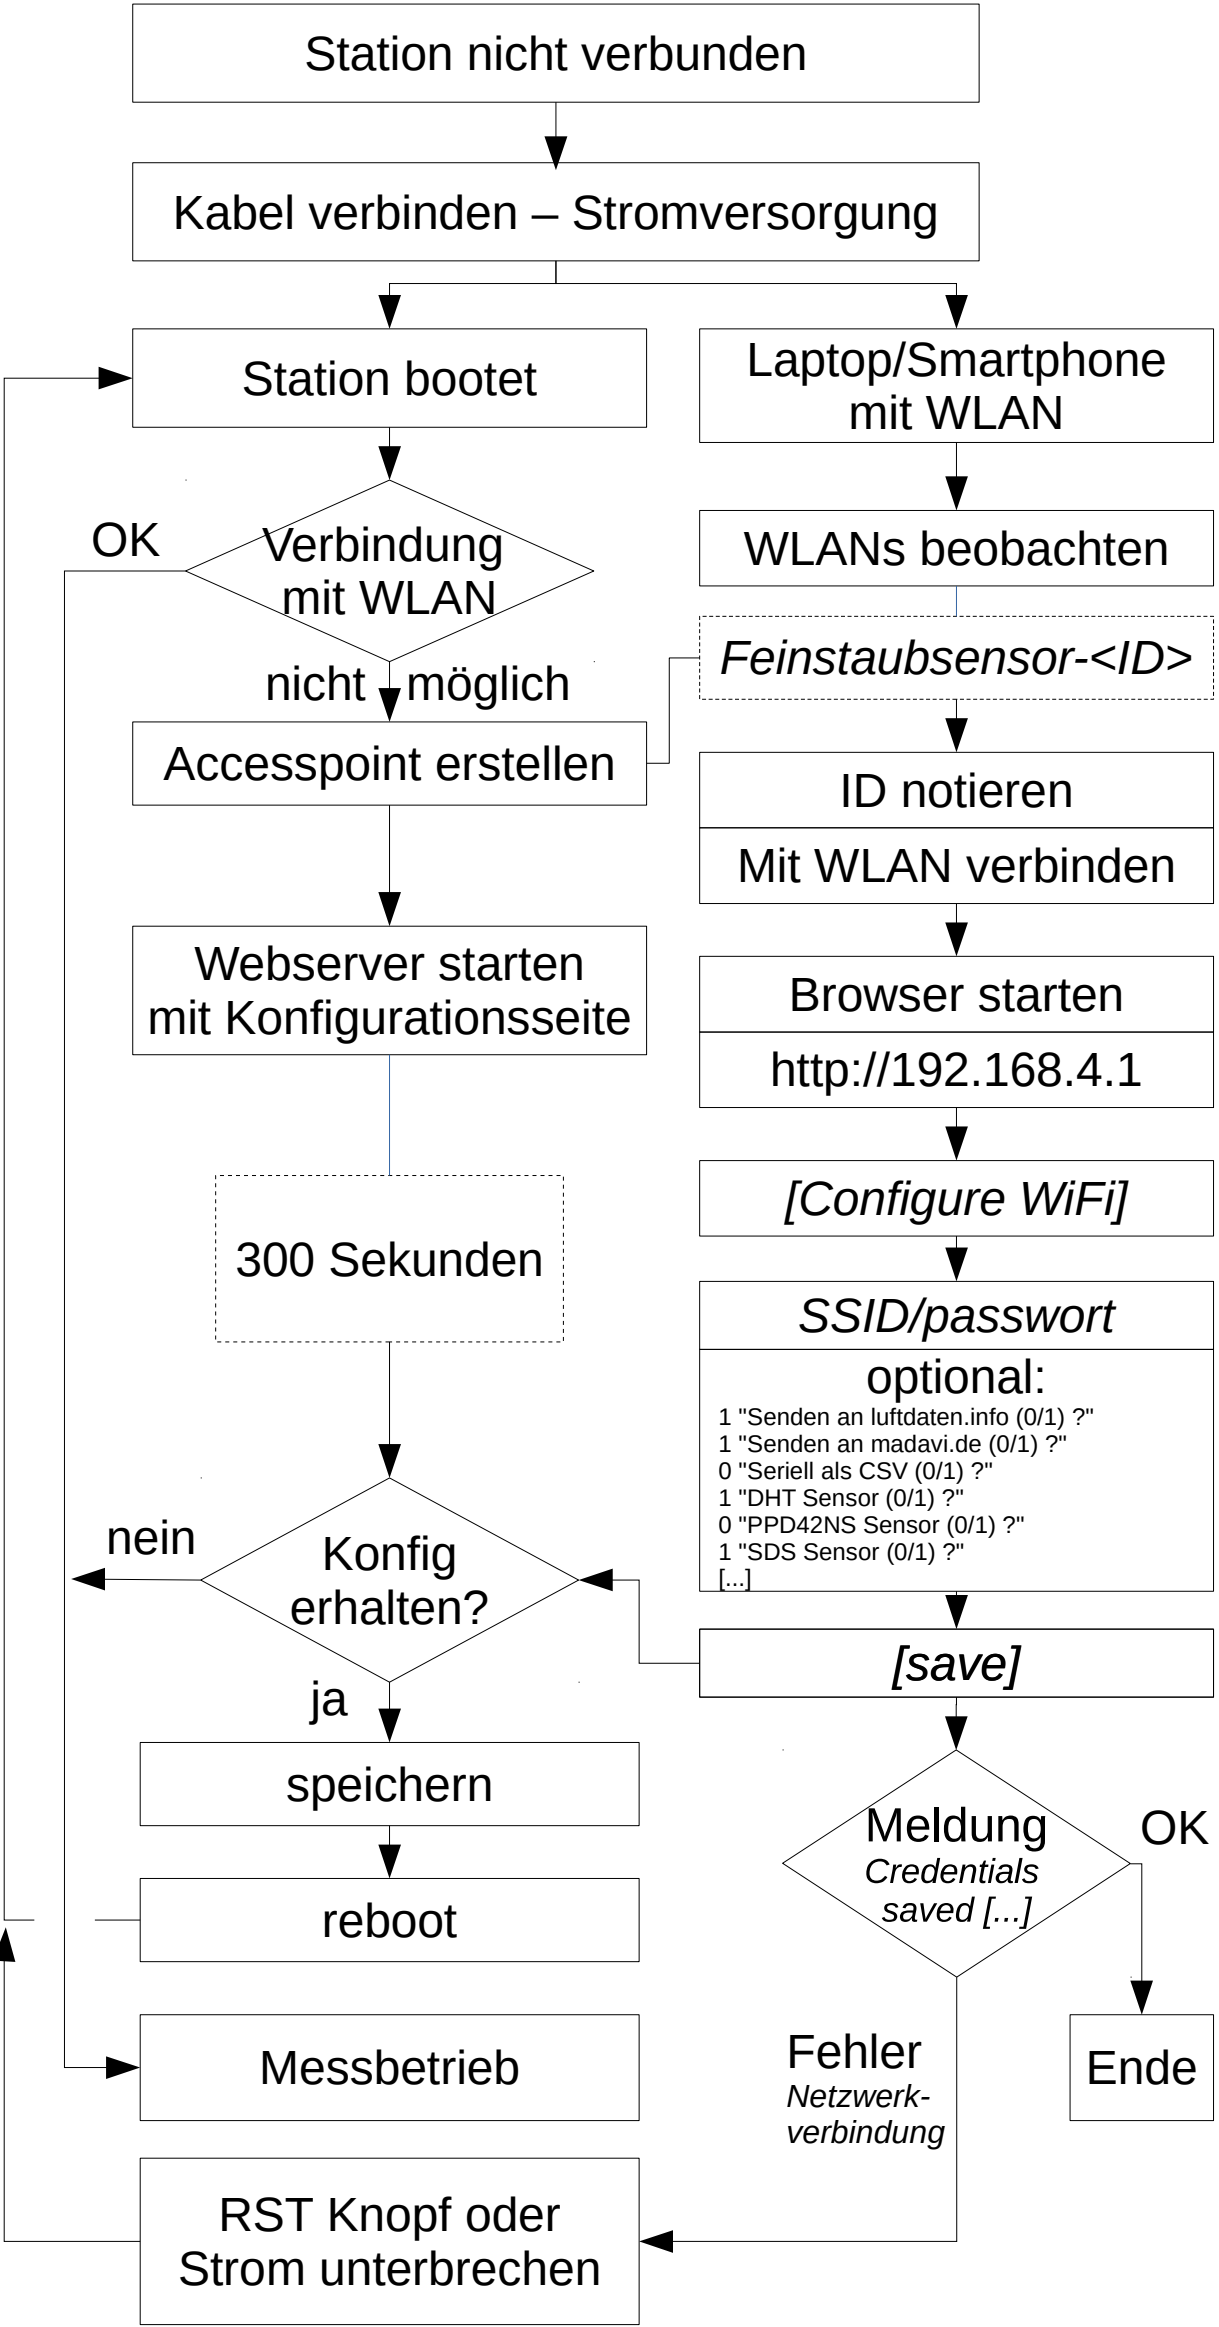 Station nicht verbunden
Kabel verbinden – Stromversorgung
Station bootet
Laptop/Smartphone
mit WLAN
OK
Verbindung
mit WLAN
WLANs beobachten
nicht möglich
Feinstaubsensor-<ID>
Accesspoint erstellen
ID notieren
Mit WLAN verbinden
Webserver starten
mit Konfigurationsseite
Browser starten
http://192.168.4.1
300 Sekunden
[Configure WiFi]
SSID/passwort
optional:
1 "Senden an luftdaten.info (0/1) ?"
1 "Senden an madavi.de (0/1) ?"
0 "Seriell als CSV (0/1) ?"
1 "DHT Sensor (0/1) ?"
0 "PPD42NS Sensor (0/1) ?"
1 "SDS Sensor (0/1) ?"
[...]
nein
Konfig
erhalten?
ja
[save]
speichern
Meldung
Credentials
saved [...]
OK
reboot
Messbetrieb
Fehler
Netzwerk-
verbindung
Ende
RST Knopf oder
Strom unterbrechen